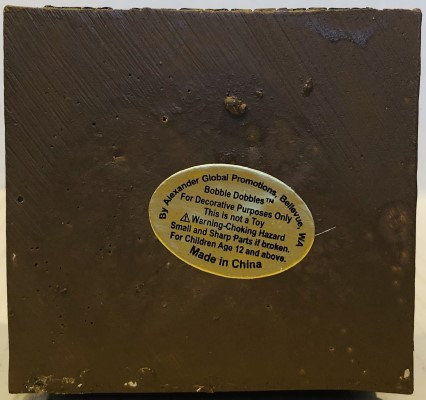 By Alexander Global Promotions, Bellevue, WA
Bobble Dobbles™
For Decorative Purposes Only
This is not a Toy
⚠Warning-Choking Hazard
Small and Sharp Parts if broken.
For Children Age 12 and above.
Made in China